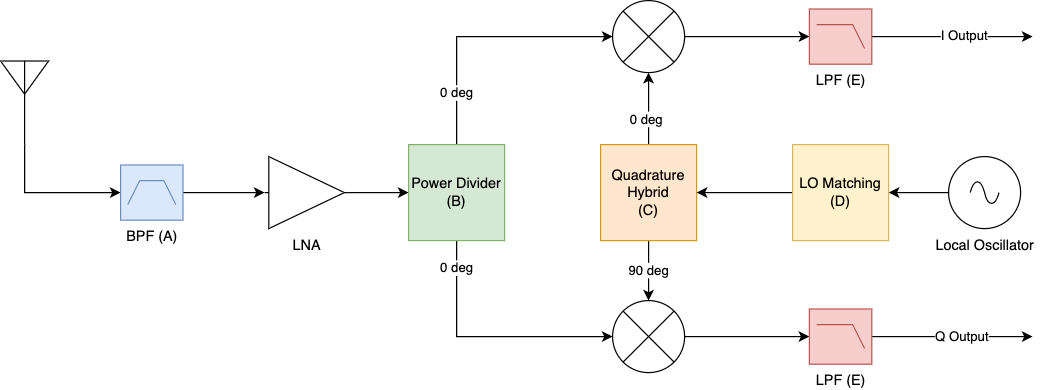 I Output
LPF (E)
0 deg
0 deg
Power Divider
(B)
Quadrature
Hybrid
(C)
LO Matching
(D)
BPF (A)
LNA
Local Oscillator
0 deg
90 deg
Q Output
LPF (E)